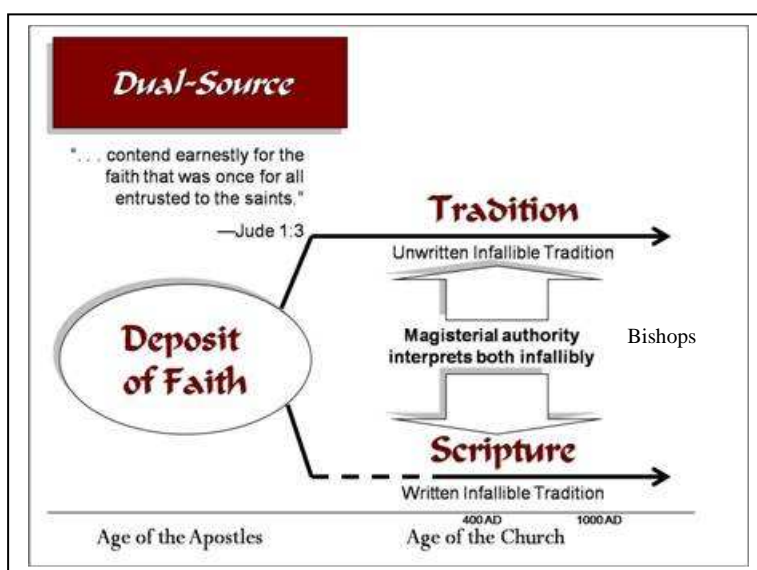 Dual-Source
". . . contend earnestly for the
faith that was once for all
entrusted to the saints."
—Jude 1:3
Tradition
Unwritten Infallible Tradition
Deposit
of Faith
Magisterial authority
interprets both infallibly
Bishops
Scripture
Written Infallible Tradition
400 AD
1000 AD
Age of the Apostles
Age of the Church